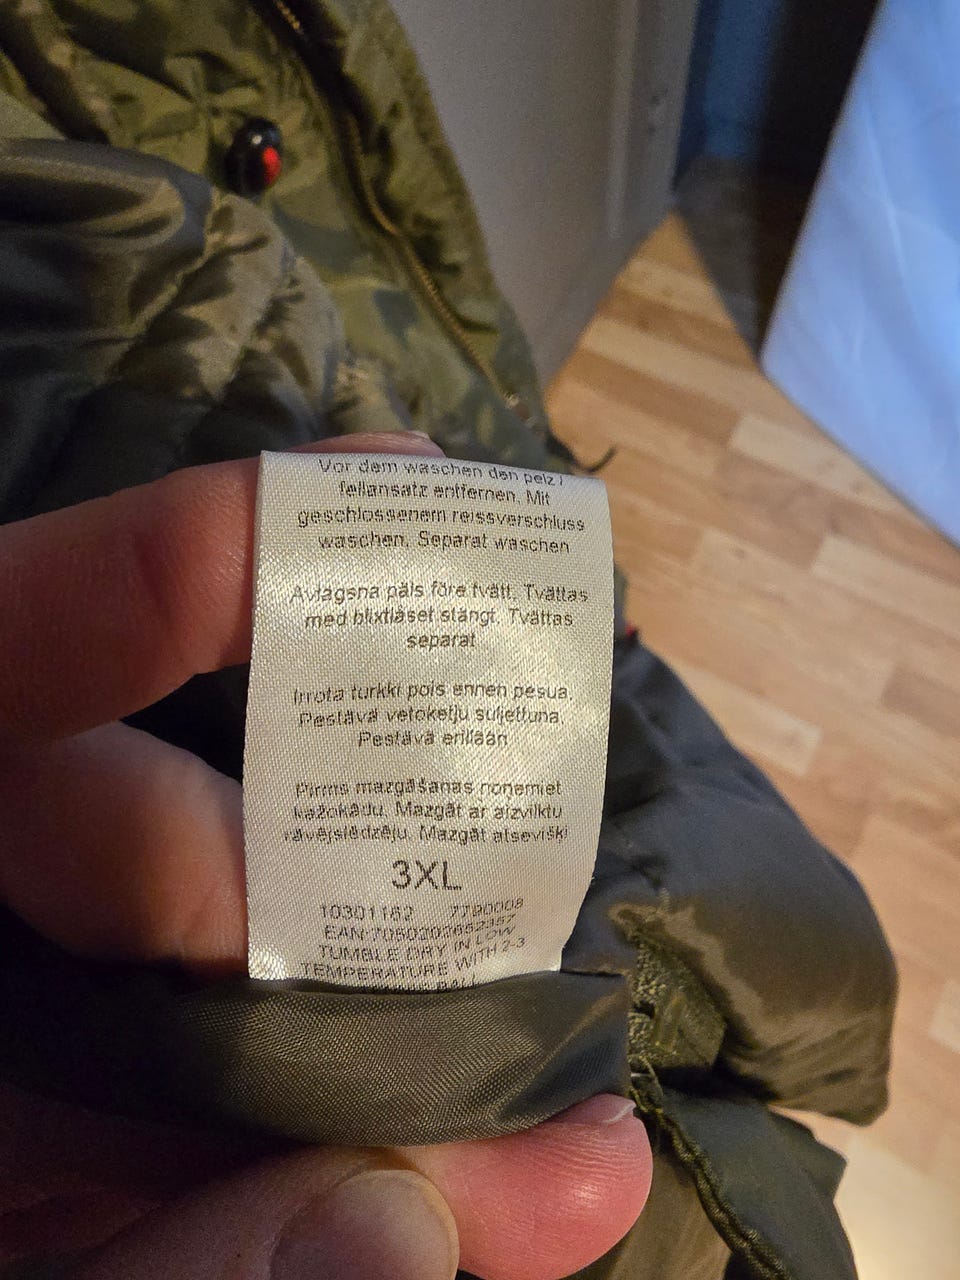 Vor dem waschen den pelz /
fellansatz entfernen. Mit
geschlossenem reissverschluss
waschen. Separat waschen
Avlägsna päls före tvätt. Tvättas
med blixtlåset stängt. Tvättas
separat
Irrota turkki pois ennen pesua.
Pestävä vetoketju suljettuna.
Pestävä erillään
Pirms mazgāšanas noņemiet
kažokādu. Mazgāt ar aizvilktu
rāvējslēdzēju. Mazgāt atsevišķi
3XL
10301162 7790008
EAN:7050202652357
TUMBLE DRY IN LOW
TEMPERATURE WITH 2-3